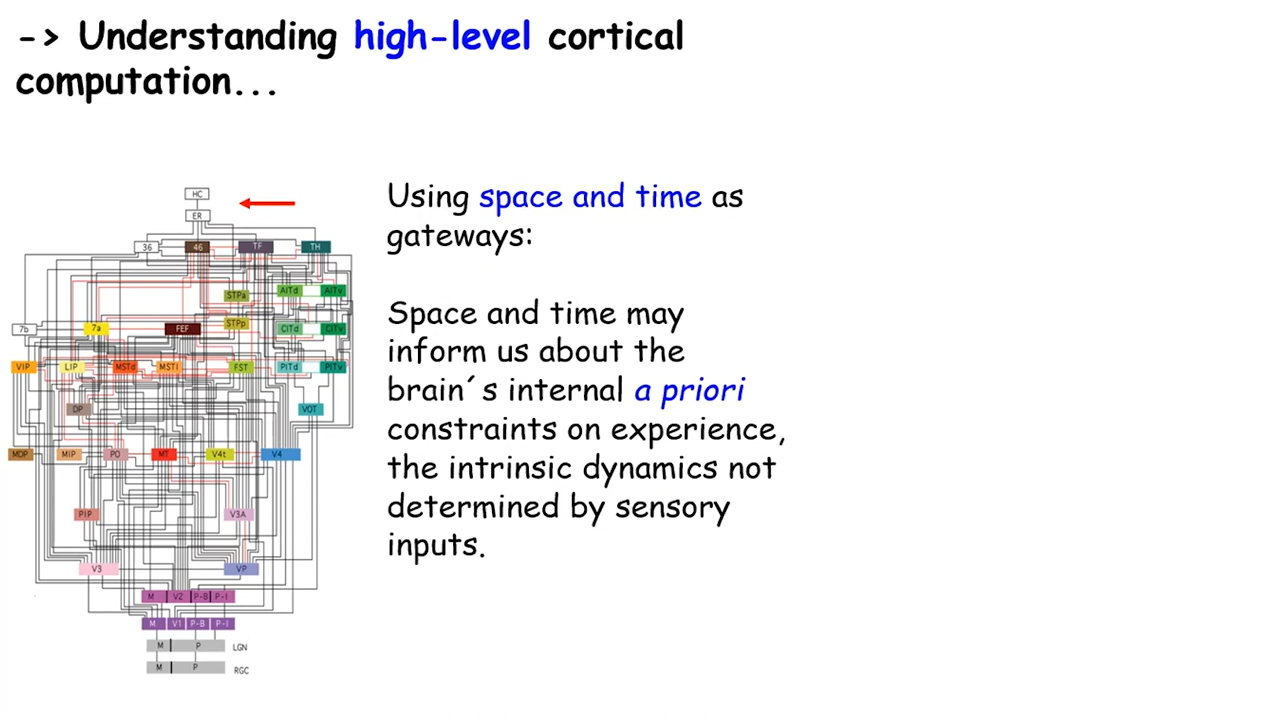 -> Understanding high-level cortical
computation...
HC
ER
36 46 TF TH
STPa AITd AITv
7b 7a FEF STPp CITd CITv
VIP LIP MSTd MSTl FST PITd PITv
DP VOT
MDP MIP PO MT V4t V4
PIP V3A
V3 VP
M V2 P-B P-I
M V1 P-B P-I
M P LGN
M P RGC
Using space and time as
gateways:
Space and time may
inform us about the
brain´s internal a priori
constraints on experience,
the intrinsic dynamics not
determined by sensory
inputs.